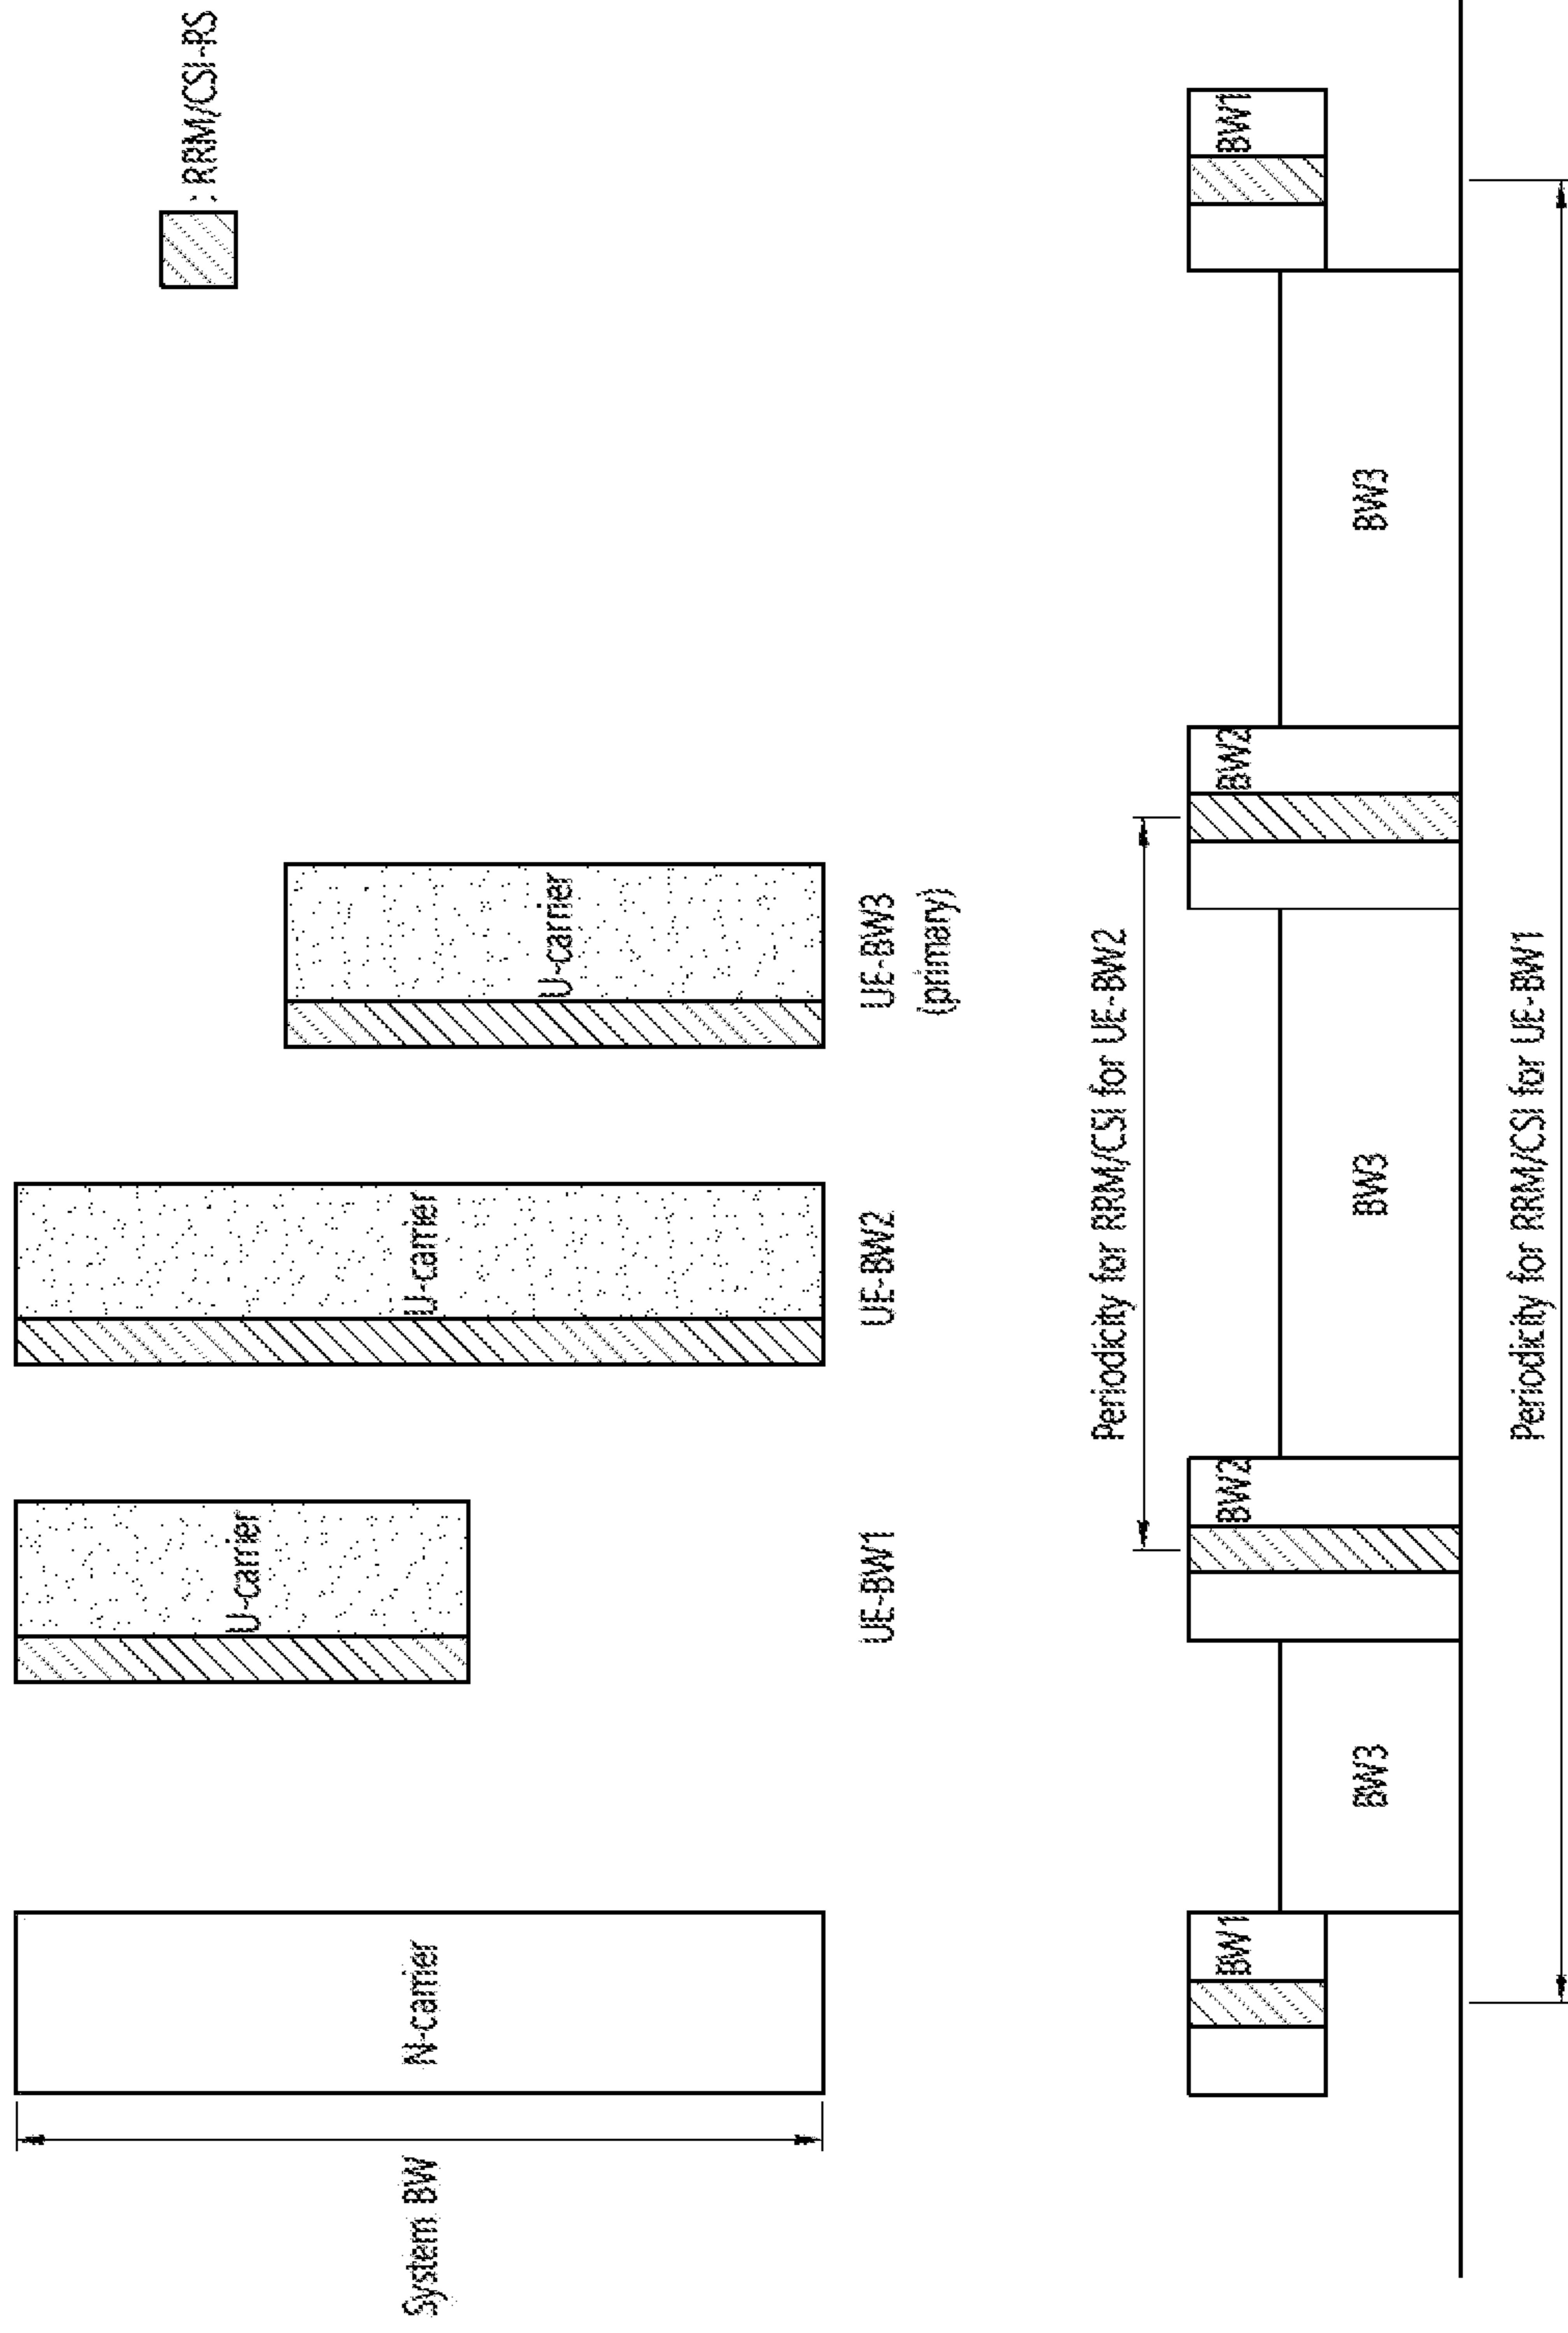 : RRM/CSI-RS
System BW
N-carrier
U-carrier
U-carrier
U-carrier
UE-BW1
UE-BW2
UE-BW3
(primary)
Periodicity for RRM/CSI for UE-BW2
BW1
BW2
BW2
BW1
BW3
BW3
BW3
Periodicity for RRM/CSI for UE-BW1